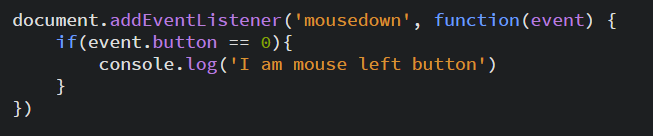 document.addEventListener('mousedown', function(event) {
    if(event.button == 0){
        console.log('I am mouse left button')
    }
})